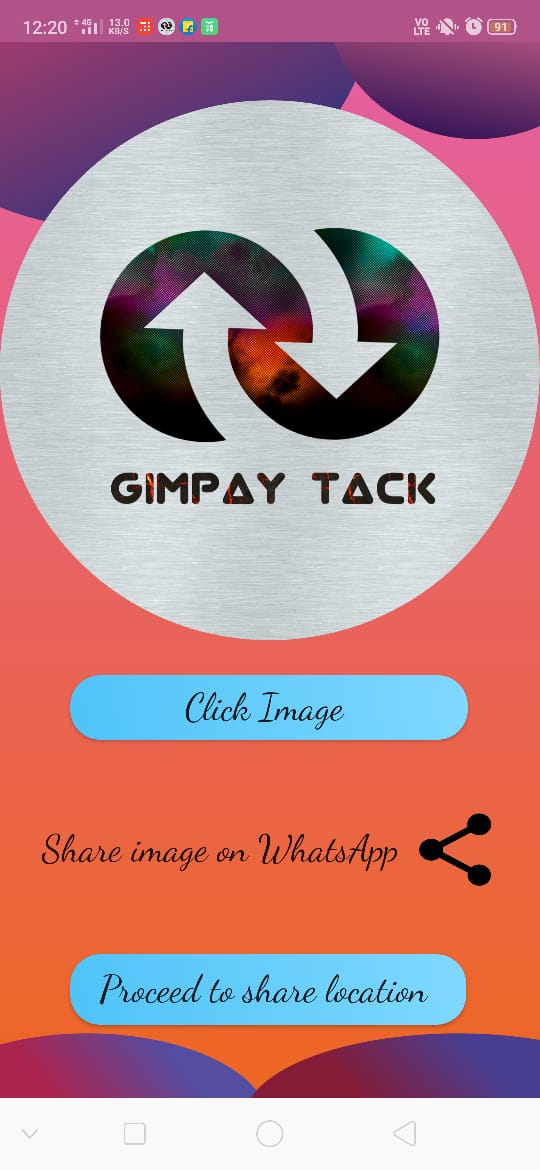 12:20 4G 13.0 KB/S VO LTE 91
GIMPAY TACK
Click Image
Share image on WhatsApp
Proceed to share location